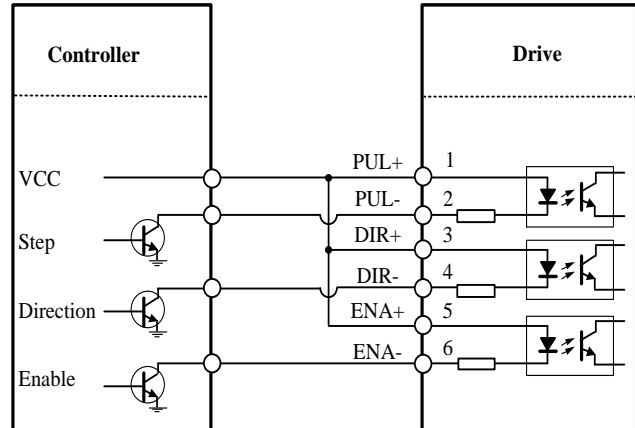 Controller
Drive
PUL+ 1
VCC
PUL- 2
Step
DIR+ 3
DIR- 4
Direction
ENA+ 5
ENA- 6
Enable